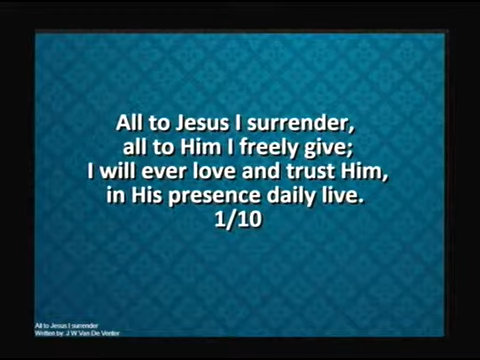 All to Jesus I surrender,
all to Him I freely give;
I will ever love and trust Him,
in His presence daily live.
1/10
All to Jesus I surrender
Written by: J W Van De Venter